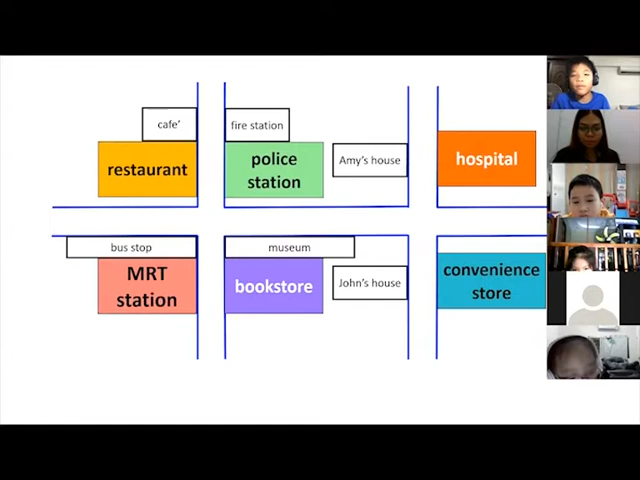 cafe'
fire station
restaurant
police
station
Amy's house
hospital
bus stop
museum
MRT
station
bookstore
John's house
convenience
store